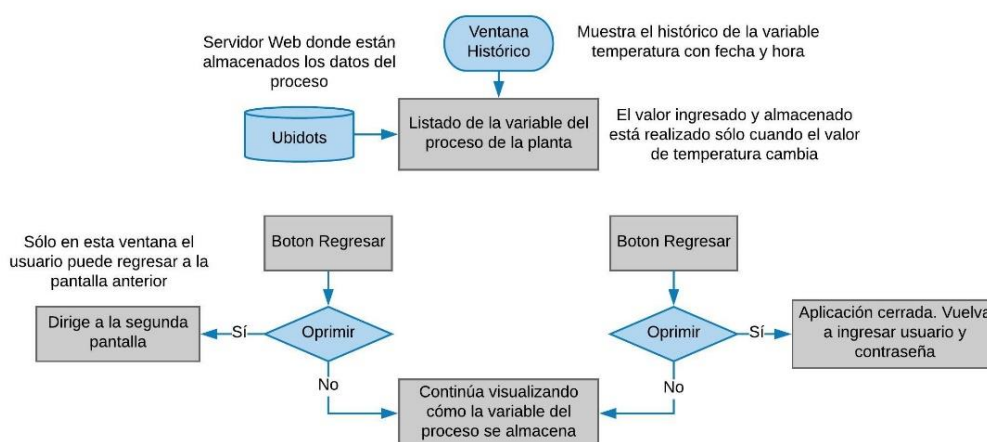 Ventana
Histórico
Muestra el histórico de la variable
temperatura con fecha y hora
Servidor Web donde están
almacenados los datos del
proceso
Ubidots
Listado de la variable del
proceso de la planta
El valor ingresado y almacenado
está realizado sólo cuando el valor
de temperatura cambia
Sólo en esta ventana el
usuario puede regresar a la
pantalla anterior
Boton Regresar
Boton Regresar
Dirige a la segunda
pantalla
Sí
Oprimir
Oprimir
Sí
Aplicación cerrada. Vuelva
a ingresar usuario y
contraseña
No
No
Continúa visualizando
cómo la variable del
proceso se almacena